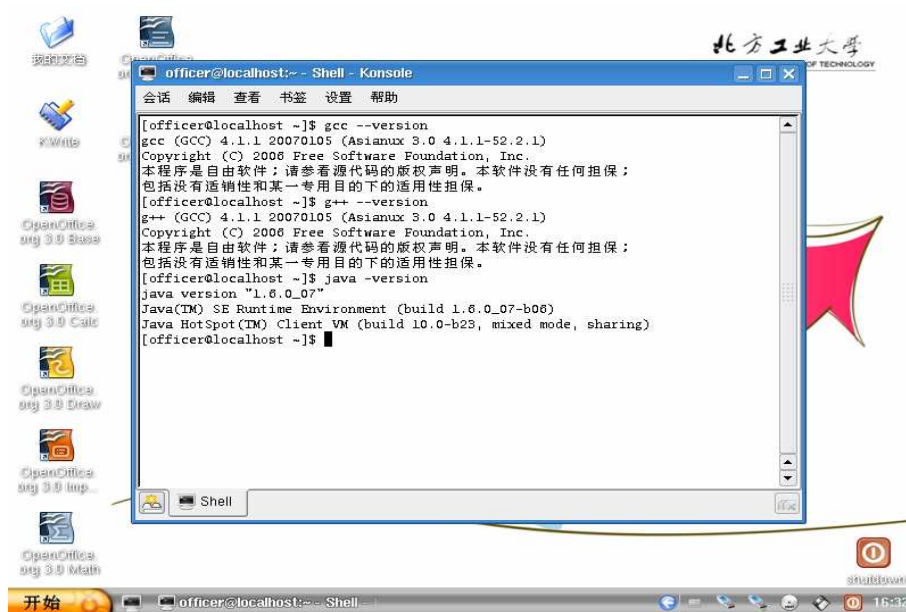 我的文档
OpenOffice.
北方工业大学
OF TECHNOLOGY
officer@localhost:~ - Shell - Konsole
会话 编辑 查看 书签 设置 帮助
[officer@localhost ~]$ gcc --version
gcc (GCC) 4.1.1 20070105 (Asianux 3.0 4.1.1-52.2.1)
Copyright (C) 2006 Free Software Foundation, Inc.
本程序是自由软件；请参看源代码的版权声明。本软件没有任何担保；
包括没有适销性和某一专用目的下的适用性担保。
[officer@localhost ~]$ g++ --version
g++ (GCC) 4.1.1 20070105 (Asianux 3.0 4.1.1-52.2.1)
Copyright (C) 2006 Free Software Foundation, Inc.
本程序是自由软件；请参看源代码的版权声明。本软件没有任何担保；
包括没有适销性和某一专用目的下的适用性担保。
[officer@localhost ~]$ java -version
java version "1.6.0_07"
Java(TM) SE Runtime Environment (build 1.6.0_07-b06)
Java HotSpot(TM) Client VM (build 10.0-b23, mixed mode, sharing)
[officer@localhost ~]$
Shell
KWrite
OpenOffice.
org 3.0 Base
OpenOffice.
org 3.0 Calc
OpenOffice.
org 3.0 Draw
OpenOffice.
org 3.0 Imp...
OpenOffice.
org 3.0 Math
shutdown
开始
officer@localhost:~ - Shell -
16:32